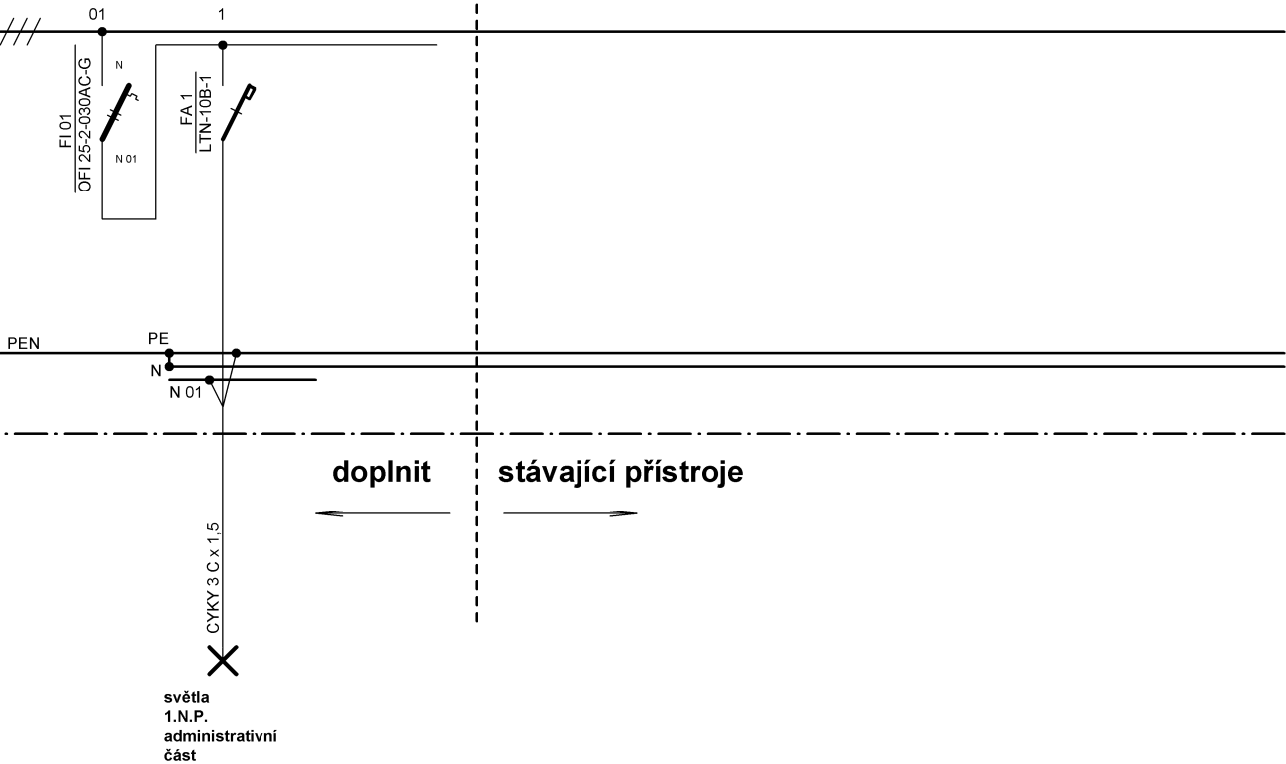 01
1
N
FI 01
OFI 25-2-030AC-G
N 01
FA 1
LTN-10B-1
PEN
PE
N
N 01
doplnit
stávající přístroje
CYKY 3 C x 1,5
světla
1.N.P.
administrativní
část